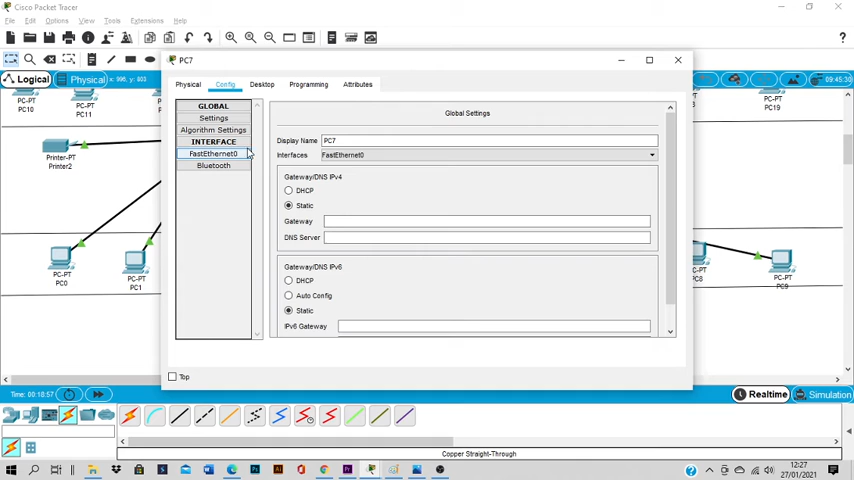 Cisco Packet Tracer
File Edit Options View Tools Extensions Help
Logical
Physical
x: 996, y: 803
09:45:30
PC-PT
PC10
PC-PT
PC11
PC-PT
PC19
Printer-PT
Printer2
PC-PT
PC0
PC-PT
PC1
PC-PT
PC8
PC-PT
PC9
PC7
Physical Config Desktop Programming Attributes
GLOBAL
Settings
Algorithm Settings
INTERFACE
FastEthernet0
Bluetooth
Global Settings
Display Name PC7
Interfaces FastEthernet0
Gateway/DNS IPv4
DHCP
Static
Gateway
DNS Server
Gateway/DNS IPv6
DHCP
Auto Config
Static
IPv6 Gateway
Top
Time: 00:18:57
Realtime
Simulation
Copper Straight-Through
12:27
27/01/2021